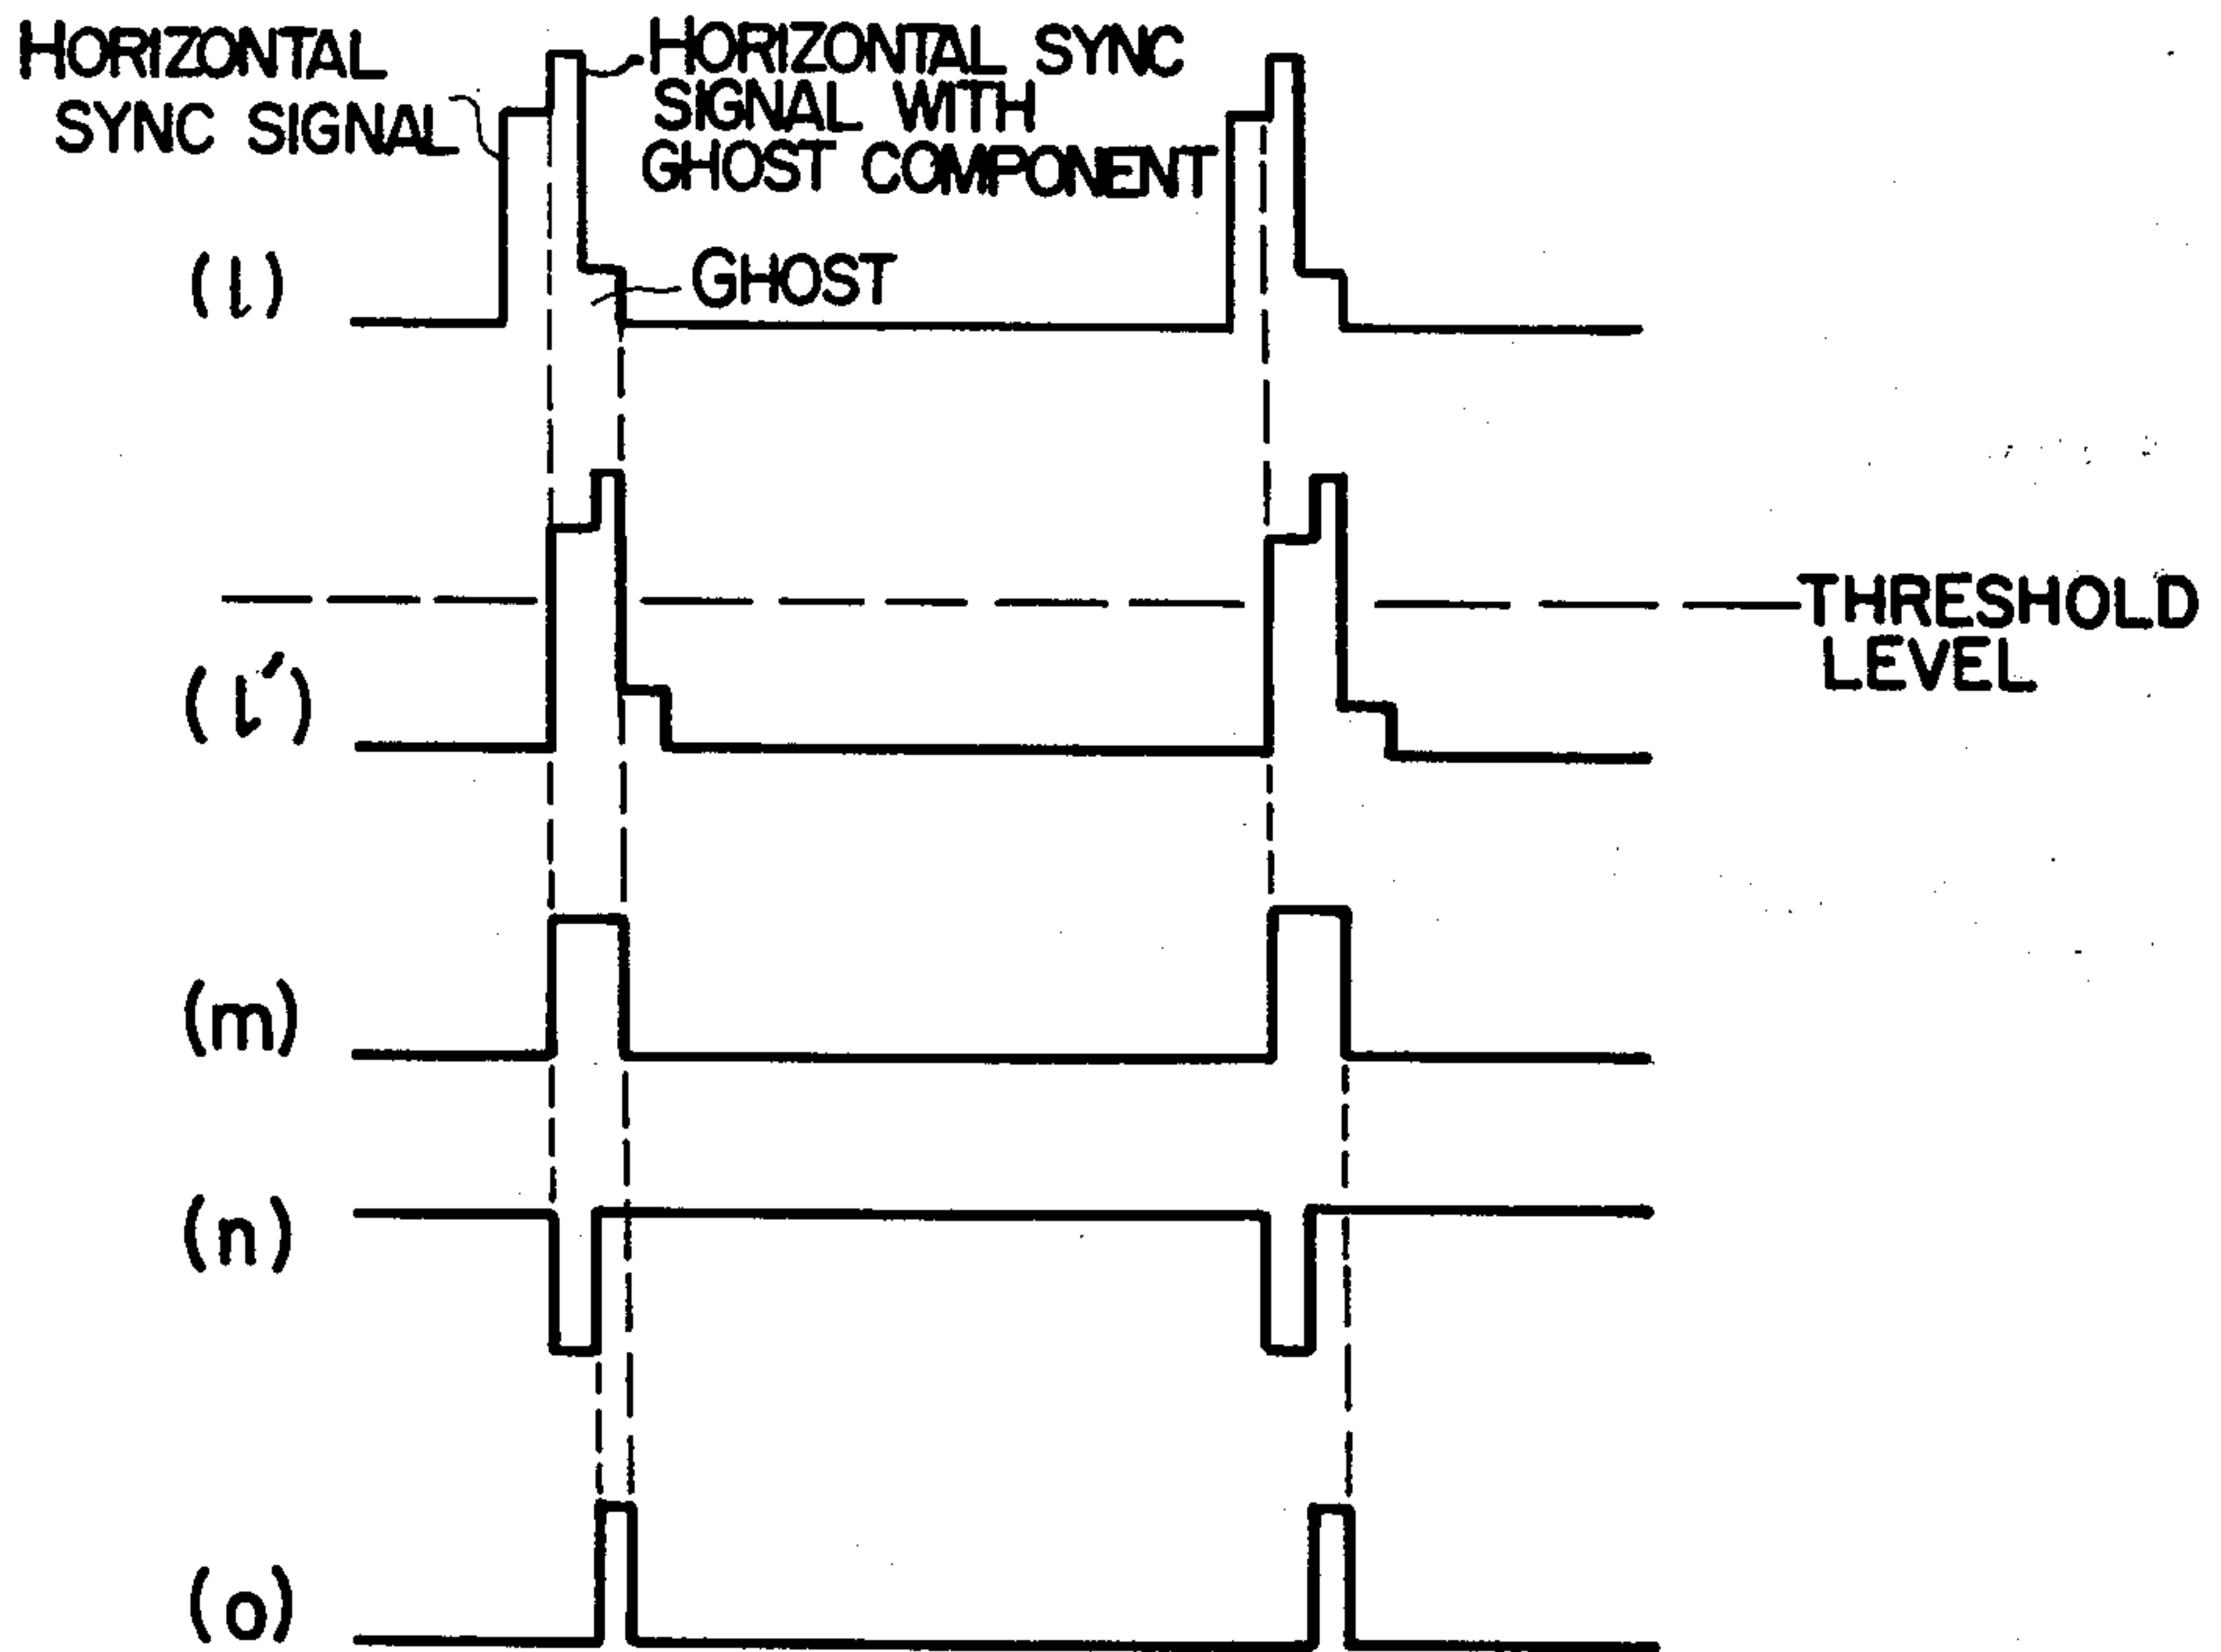 HORIZONTAL
SYNC SIGNAL
HORIZONTAL SYNC
SIGNAL WITH
GHOST COMPONENT
GHOST
(l)
THRESHOLD
LEVEL
(l')
(m)
(n)
(o)